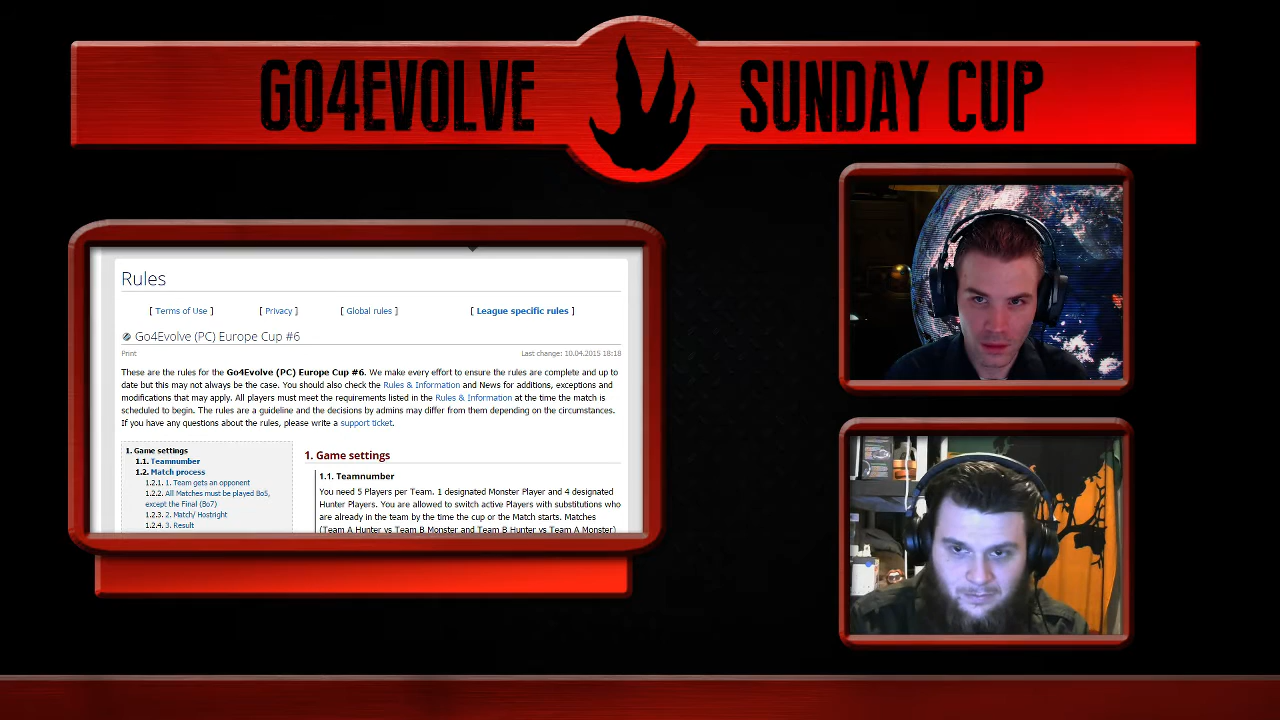 GO4EVOLVE SUNDAY CUP
Rules
[ Terms of Use ] [ Privacy ] [ Global rules ] [ League specific rules ]
Go4Evolve (PC) Europe Cup #6
Print Last change: 10.04.2015 18:18
These are the rules for the Go4Evolve (PC) Europe Cup #6. We make every effort to ensure the rules are complete and up to
date but this may not always be the case. You should also check the Rules & Information and News for additions, exceptions and
modifications that may apply. All players must meet the requirements listed in the Rules & Information at the time the match is
scheduled to begin. The rules are a guideline and the decisions by admins may differ from them depending on the circumstances.
If you have any questions about the rules, please write a support ticket.
1. Game settings
1.1. Teamnumber
1.2. Match process
1.2.1. 1. Team gets an opponent
1.2.2. All Matches must be played Bo5,
except the Final (Bo7)
1.2.3. 2. Match/ Hostright
1.2.4. 3. Result
1. Game settings
1.1. Teamnumber
You need 5 Players per Team. 1 designated Monster Player and 4 designated
Hunter Players. You are allowed to switch active Players with substitutions who
are already in the team by the time the cup or the Match starts. Matches
(Team A Hunter vs Team B Monster and Team B Hunter vs Team A Monster)